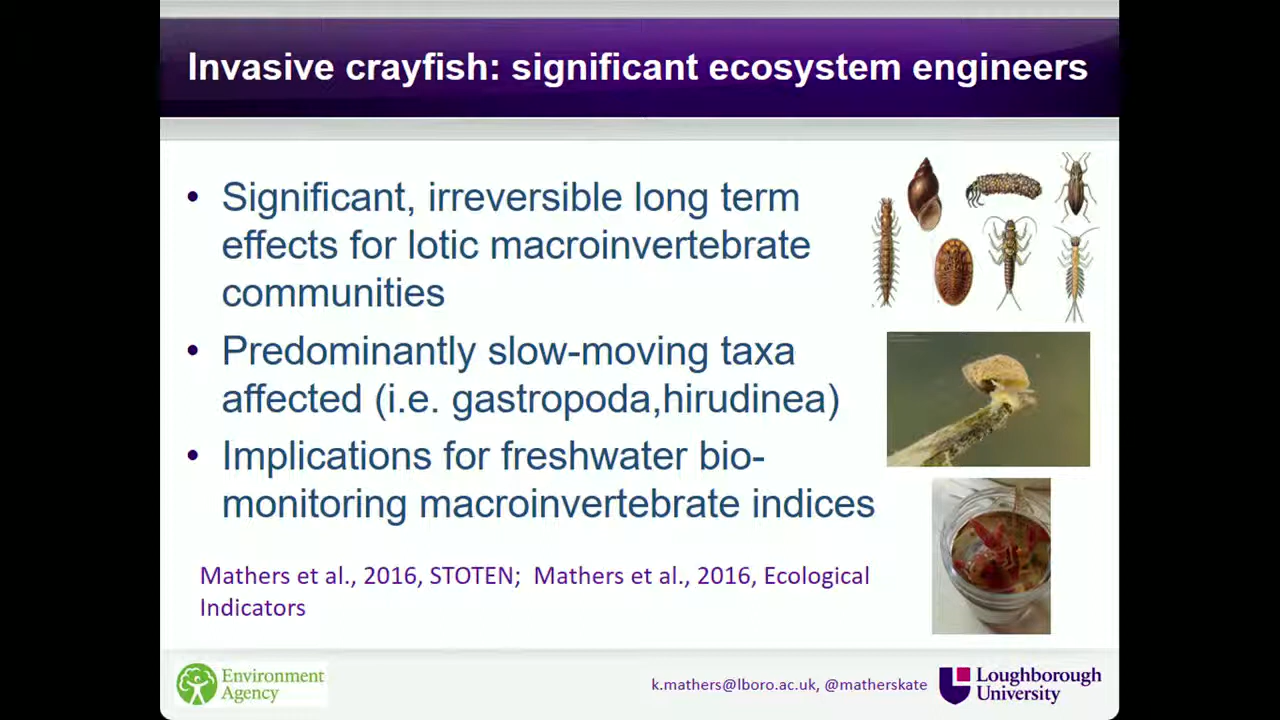 Invasive crayfish: significant ecosystem engineers
• Significant, irreversible long term
effects for lotic macroinvertebrate
communities
• Predominantly slow-moving taxa
affected (i.e. gastropoda,hirudinea)
• Implications for freshwater bio-
monitoring macroinvertebrate indices
Mathers et al., 2016, STOTEN;  Mathers et al., 2016, Ecological
Indicators
Environment
Agency
k.mathers@lboro.ac.uk, @matherskate
Loughborough
University